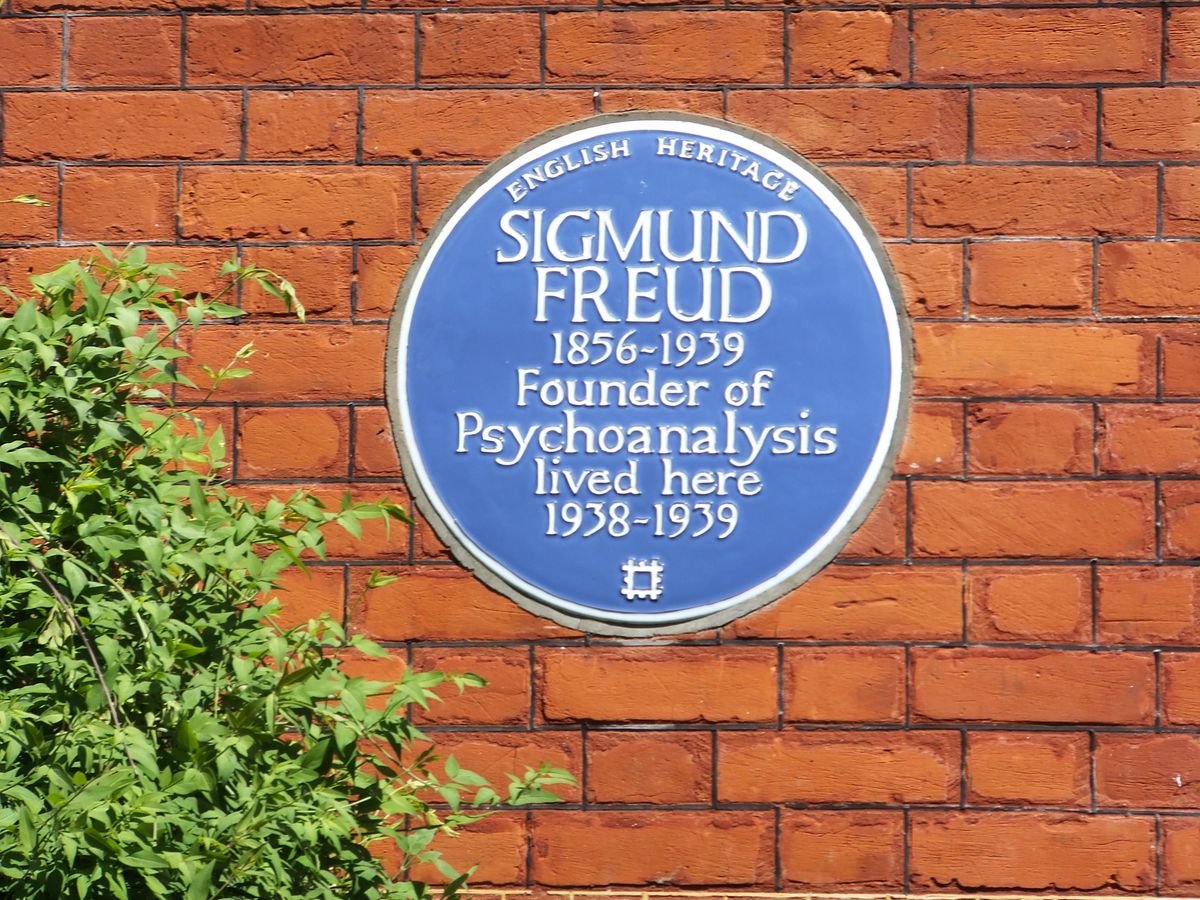 ENGLISH HERITAGE
SIGMUND
FREUD
1856-1939
Founder of
Psychoanalysis
lived here
1938-1939